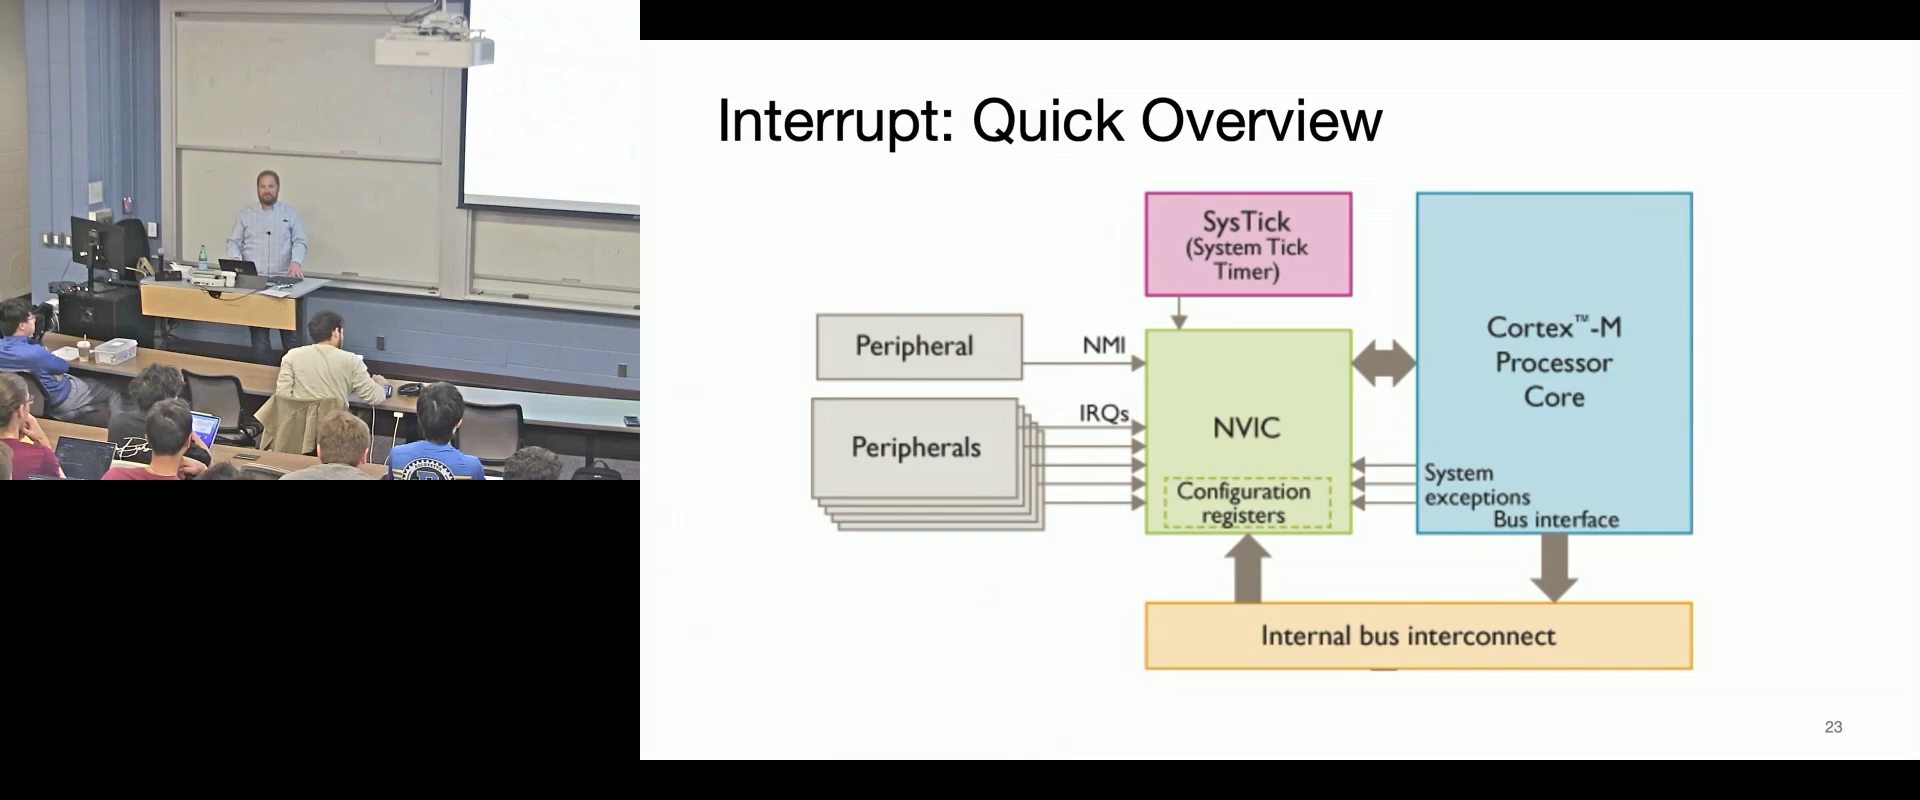 Interrupt: Quick Overview
SysTick
(System Tick
Timer)
Peripheral
NMI
Cortex™-M
Processor
Core
IRQs
Peripherals
NVIC
Configuration
registers
System
exceptions
Bus interface
Internal bus interconnect
23